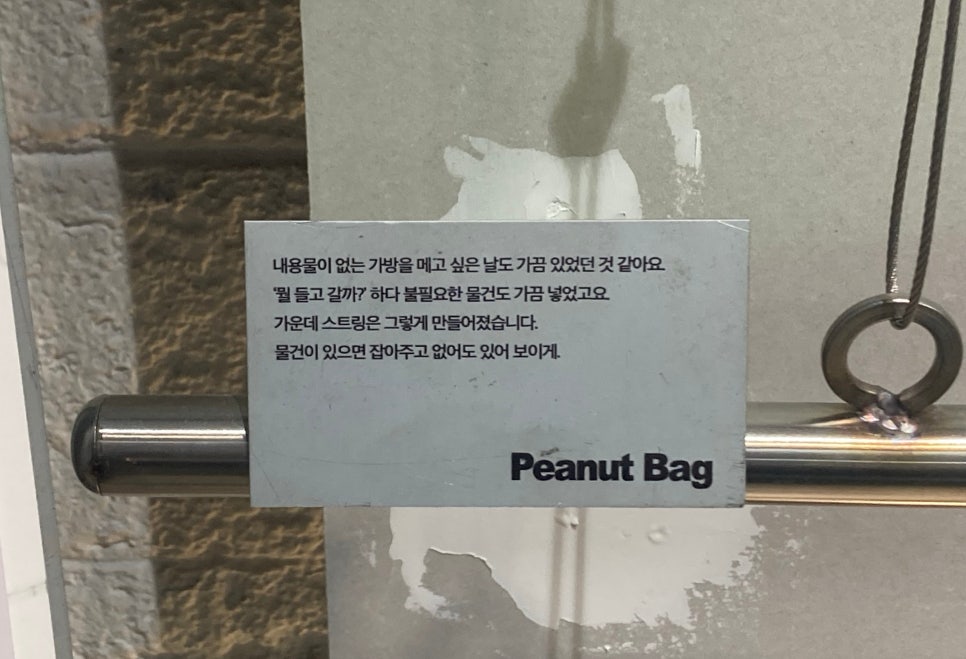 내용물이 없는 가방을 메고 싶은 날도 가끔 있었던 것 같아요.
'뭘 들고 갈까?' 하다 불필요한 물건도 가끔 넣었고요.
가운데 스트링은 그렇게 만들어졌습니다.
물건이 있으면 잡아주고 없어도 있어 보이게.
Peanut Bag